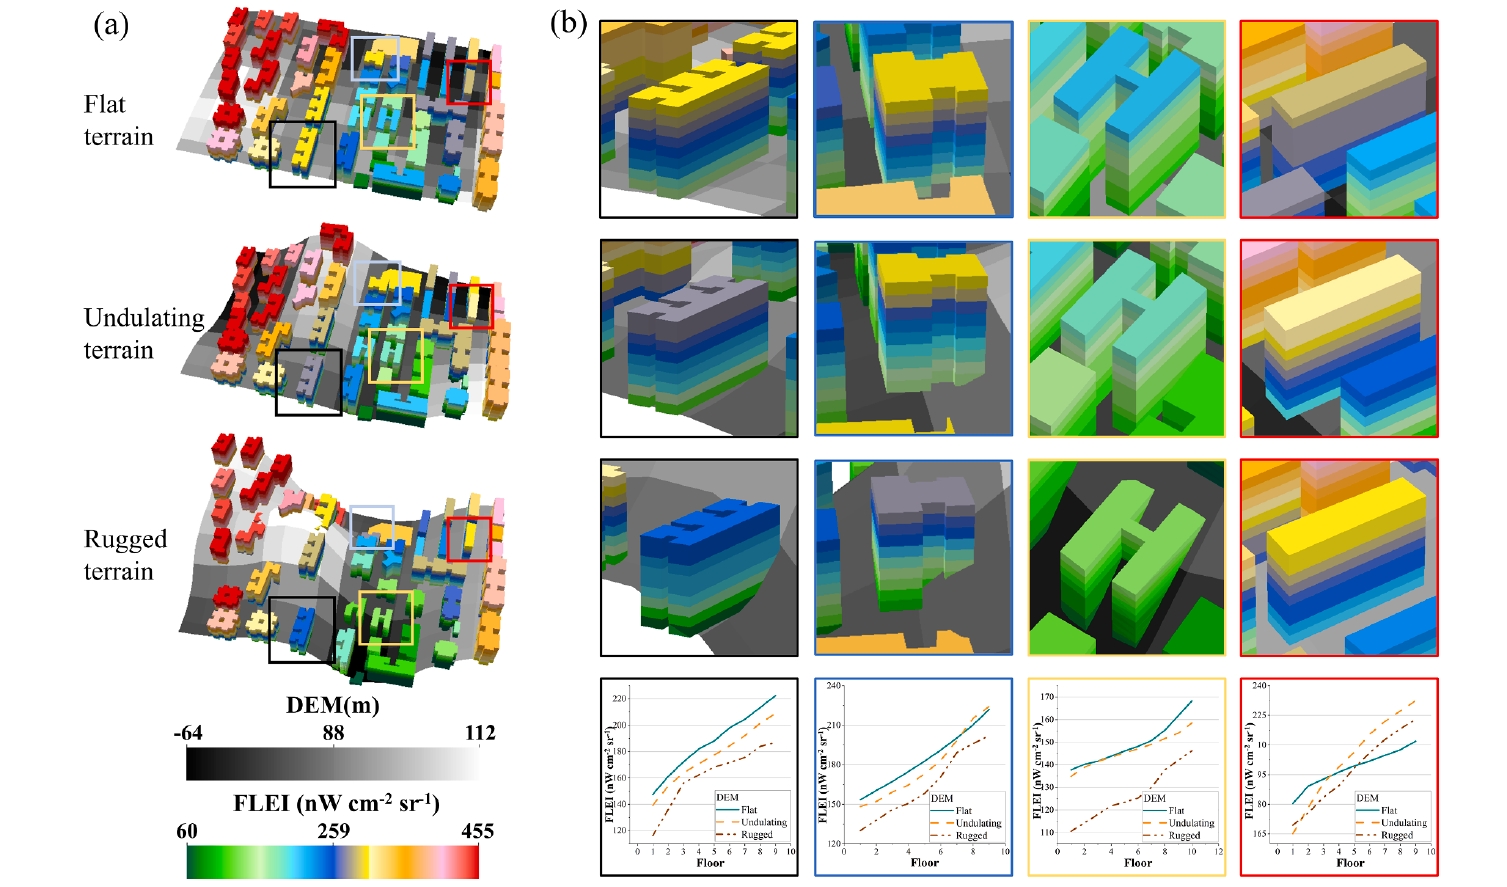 (a)
(b)
Flat
terrain
Undulating
terrain
Rugged
terrain
DEM(m)
-64 88 112
FLEI (nW cm⁻² sr⁻¹)
60 259 455
FLEI (nW cm⁻² sr⁻¹)
220
200
180
160
140
120
0 1 2 3 4 5 6 7 8 9 10
Floor
DEM
Flat
Undulating
Rugged
FLEI (nW cm⁻² sr⁻¹)
240
210
180
150
120
0 2 4 6 8 10
Floor
DEM
Flat
Undulating
Rugged
FLEI (nW cm⁻² sr⁻¹)
170
160
150
140
130
110
0 2 4 6 8 10 12
Floor
DEM
Flat
Undulating
Rugged
FLEI (nW cm⁻² sr⁻¹)
240
225
10
95
80
165
0 1 2 3 4 5 6 7 8 9 10
Floor
DEM
Flat
Undulating
Rugged